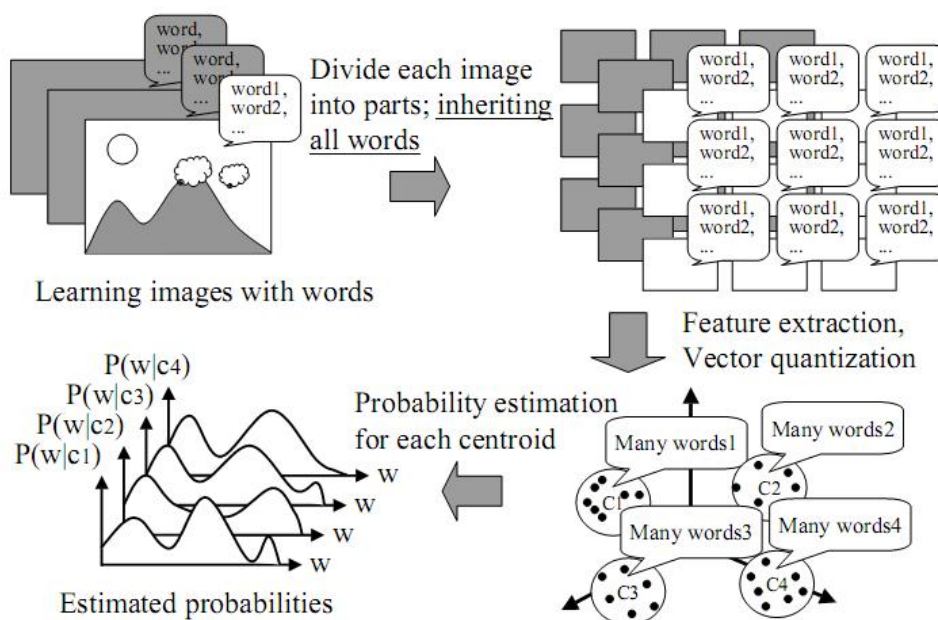 word,
word,
...
word,
word,
...
word1,
word2,
...
Learning images with words
Divide each image
into parts; inheriting
all words
word1,
word2,
...
word1,
word2,
...
word1,
word2,
...
word1,
word2,
...
word1,
word2,
...
word1,
word2,
...
word1,
word2,
...
word1,
word2,
...
word1,
word2,
...
Feature extraction,
Vector quantization
Many words1
Many words2
C1
C2
Many words3
Many words4
C3
C4
Probability estimation
for each centroid
P(w|c4)
P(w|c3)
P(w|c2)
P(w|c1)
w
w
w
w
Estimated probabilities